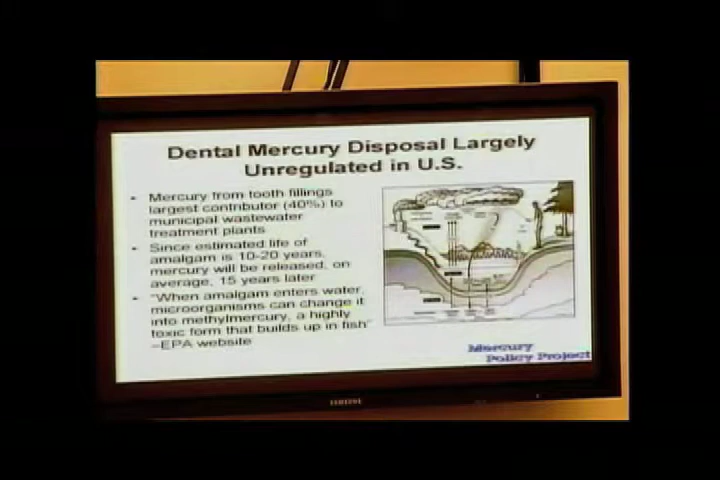 Dental Mercury Disposal Largely
Unregulated in U.S.
• Mercury from tooth fillings
largest contributor (40%) to
municipal wastewater
treatment plants
• Since estimated life of
amalgam is 10-20 years,
mercury will be released, on
average, 15 years later
• "When amalgam enters water,
microorganisms can change it
into methylmercury, a highly
toxic form that builds up in fish"
–EPA website
Mercury
Policy Project
SAMSUNG